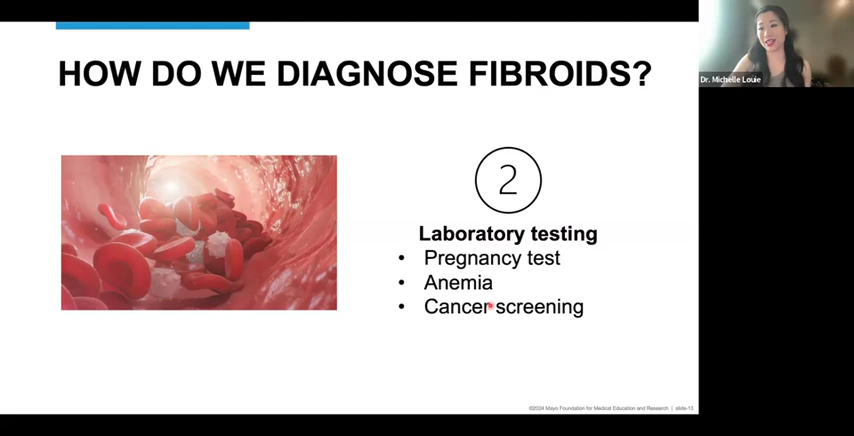 HOW DO WE DIAGNOSE FIBROIDS?
Dr. Michelle Louie
2
Laboratory testing
• Pregnancy test
• Anemia
• Cancer screening
©2024 Mayo Foundation for Medical Education and Research | slide-13